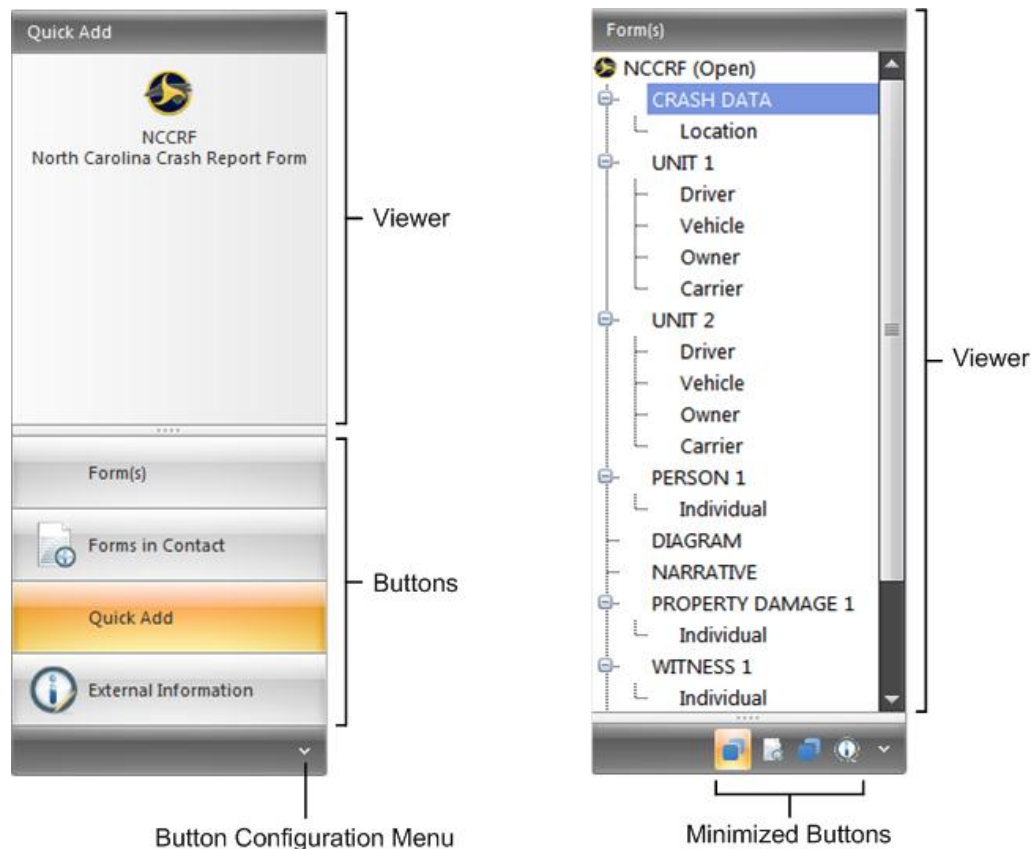 Quick Add
NCCRF
North Carolina Crash Report Form
Viewer
Form(s)
Forms in Contact
Quick Add
External Information
Buttons
Button Configuration Menu
Form(s)
NCCRF (Open)
CRASH DATA
Location
UNIT 1
Driver
Vehicle
Owner
Carrier
UNIT 2
Driver
Vehicle
Owner
Carrier
PERSON 1
Individual
DIAGRAM
NARRATIVE
PROPERTY DAMAGE 1
Individual
WITNESS 1
Individual
Viewer
Minimized Buttons